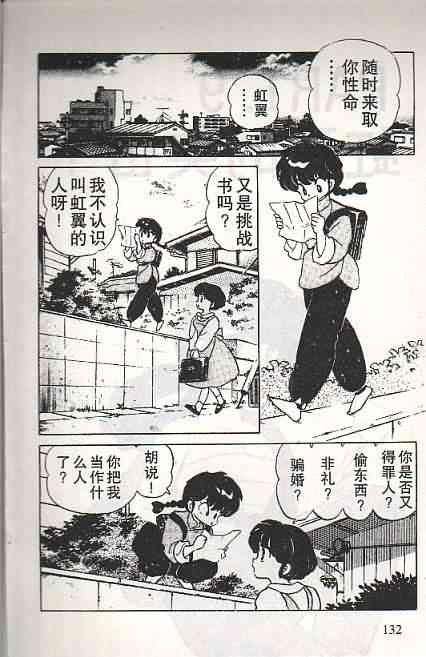 随时来取
你性命
……
虹翼
……
又是挑战
书吗？
我不认识
叫虹翼的
人呀！
你是否又
得罪人？
偷东西？
非礼？
骗婚？
胡说！
你把我
当作什
么人
了？
132